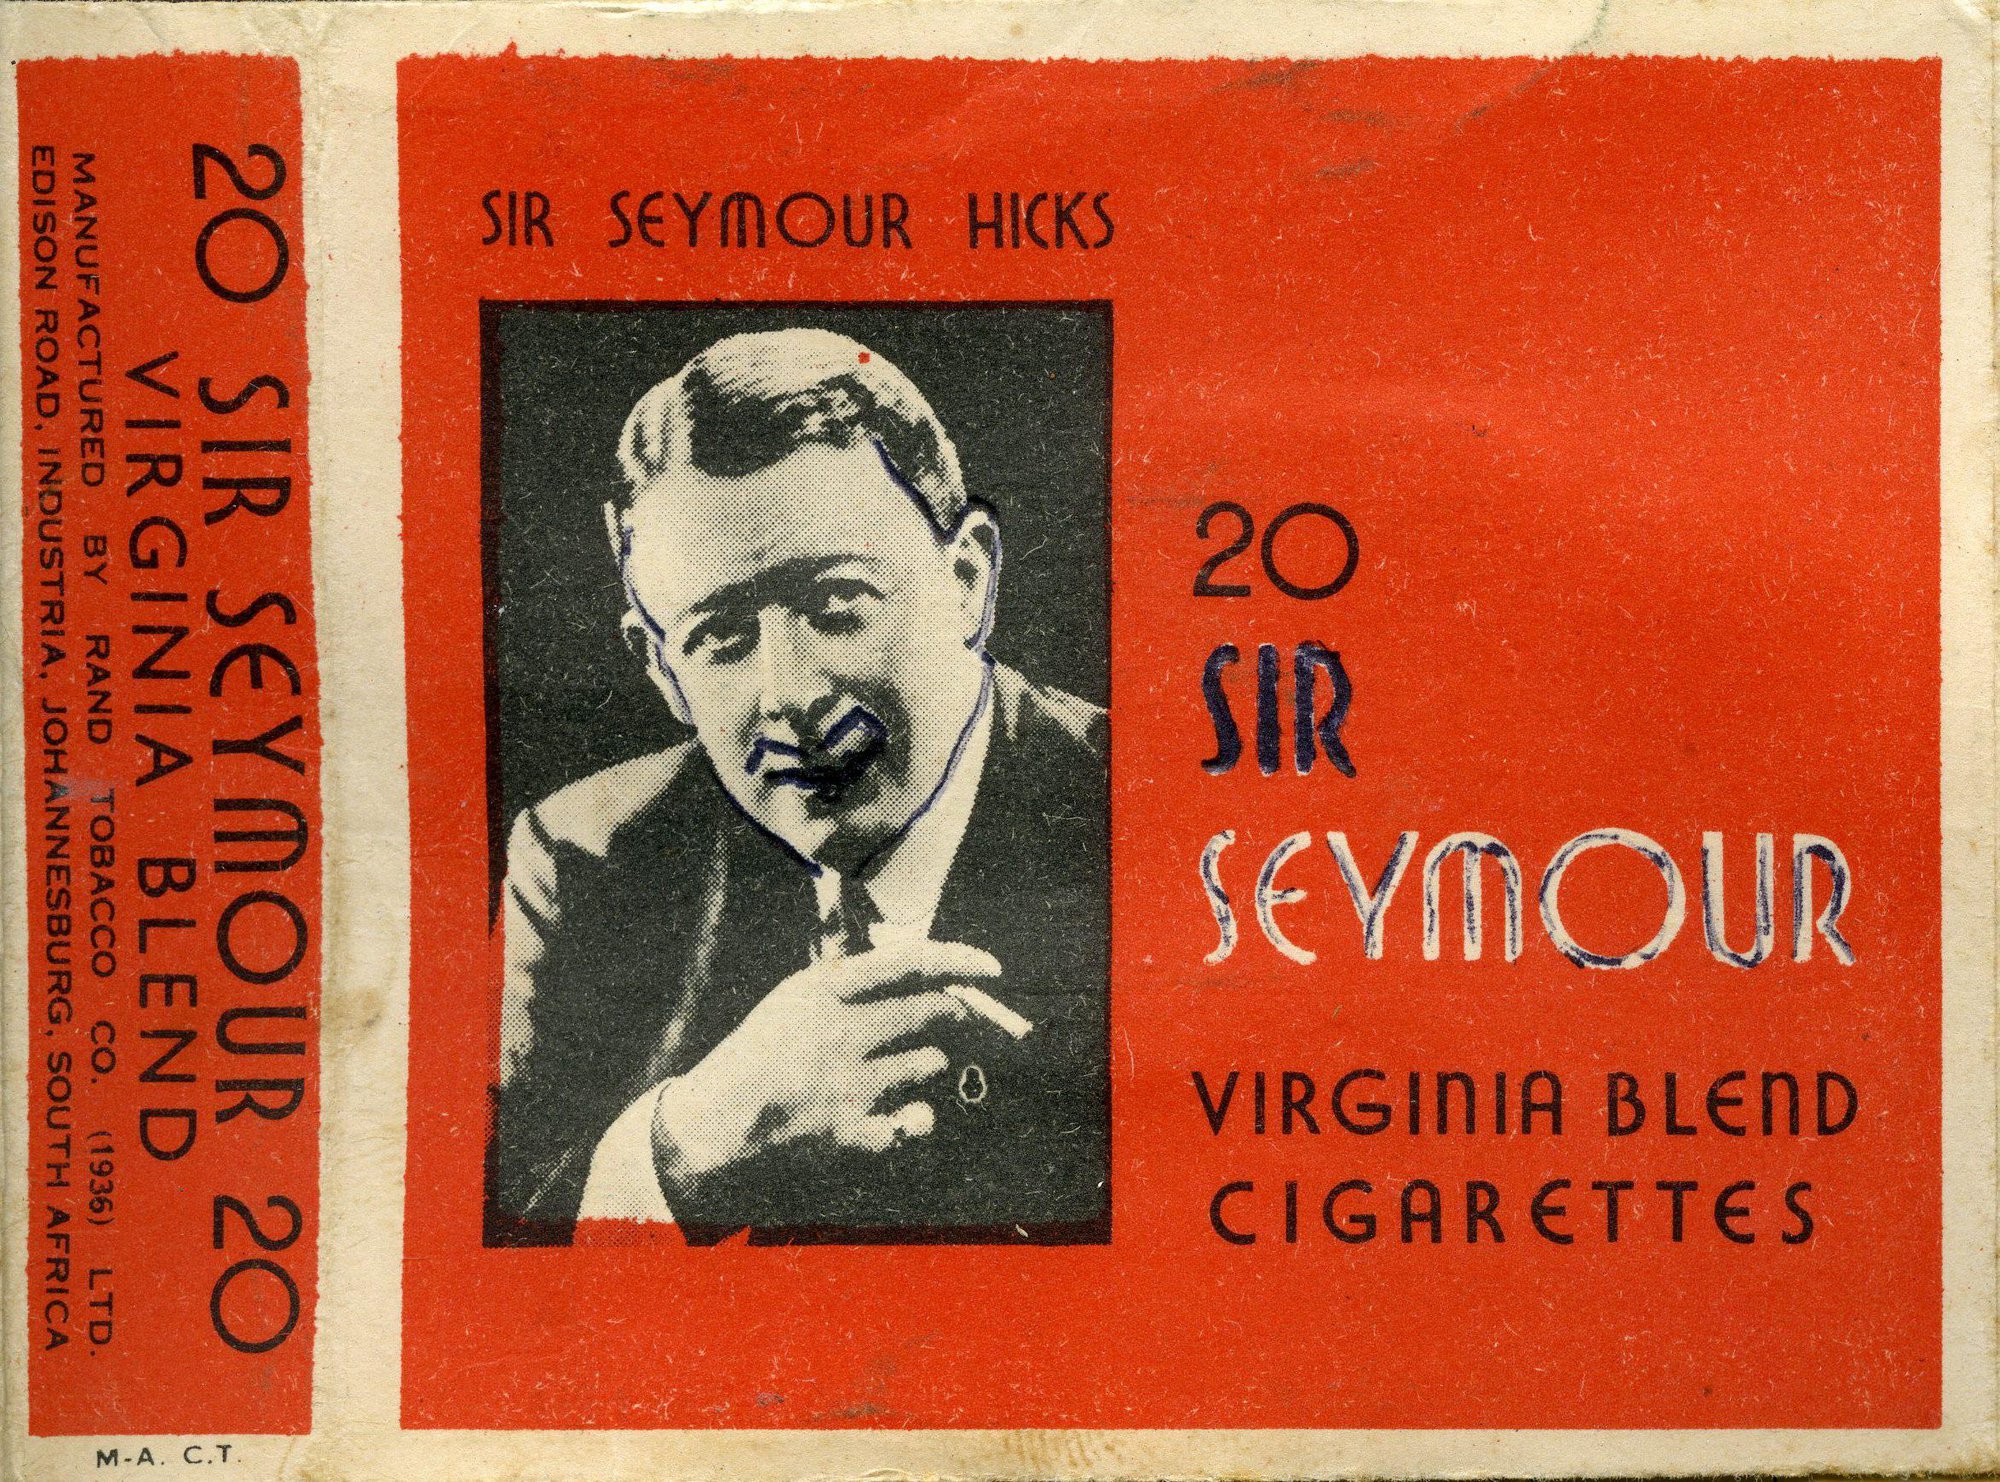 20 SIR SEYMOUR 20
VIRGINIA BLEND
MANUFACTURED BY RAND TOBACCO CO. (1936) LTD.
EDISON ROAD, INDUSTRIA, JOHANNESBURG, SOUTH AFRICA
M-A. C.T.
SIR SEYMOUR HICKS
20
SIR
SEYMOUR
VIRGINIA BLEND
CIGARETTES